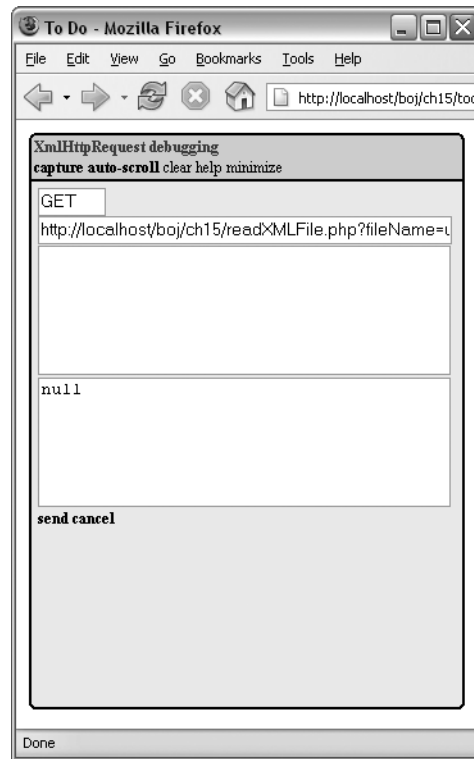 To Do - Mozilla Firefox
File Edit View Go Bookmarks Tools Help
http://localhost/boj/ch15/too
XmlHttpRequest debugging
capture auto-scroll clear help minimize
GET
http://localhost/boj/ch15/readXMLFile.php?fileName=u
null
send cancel
Done